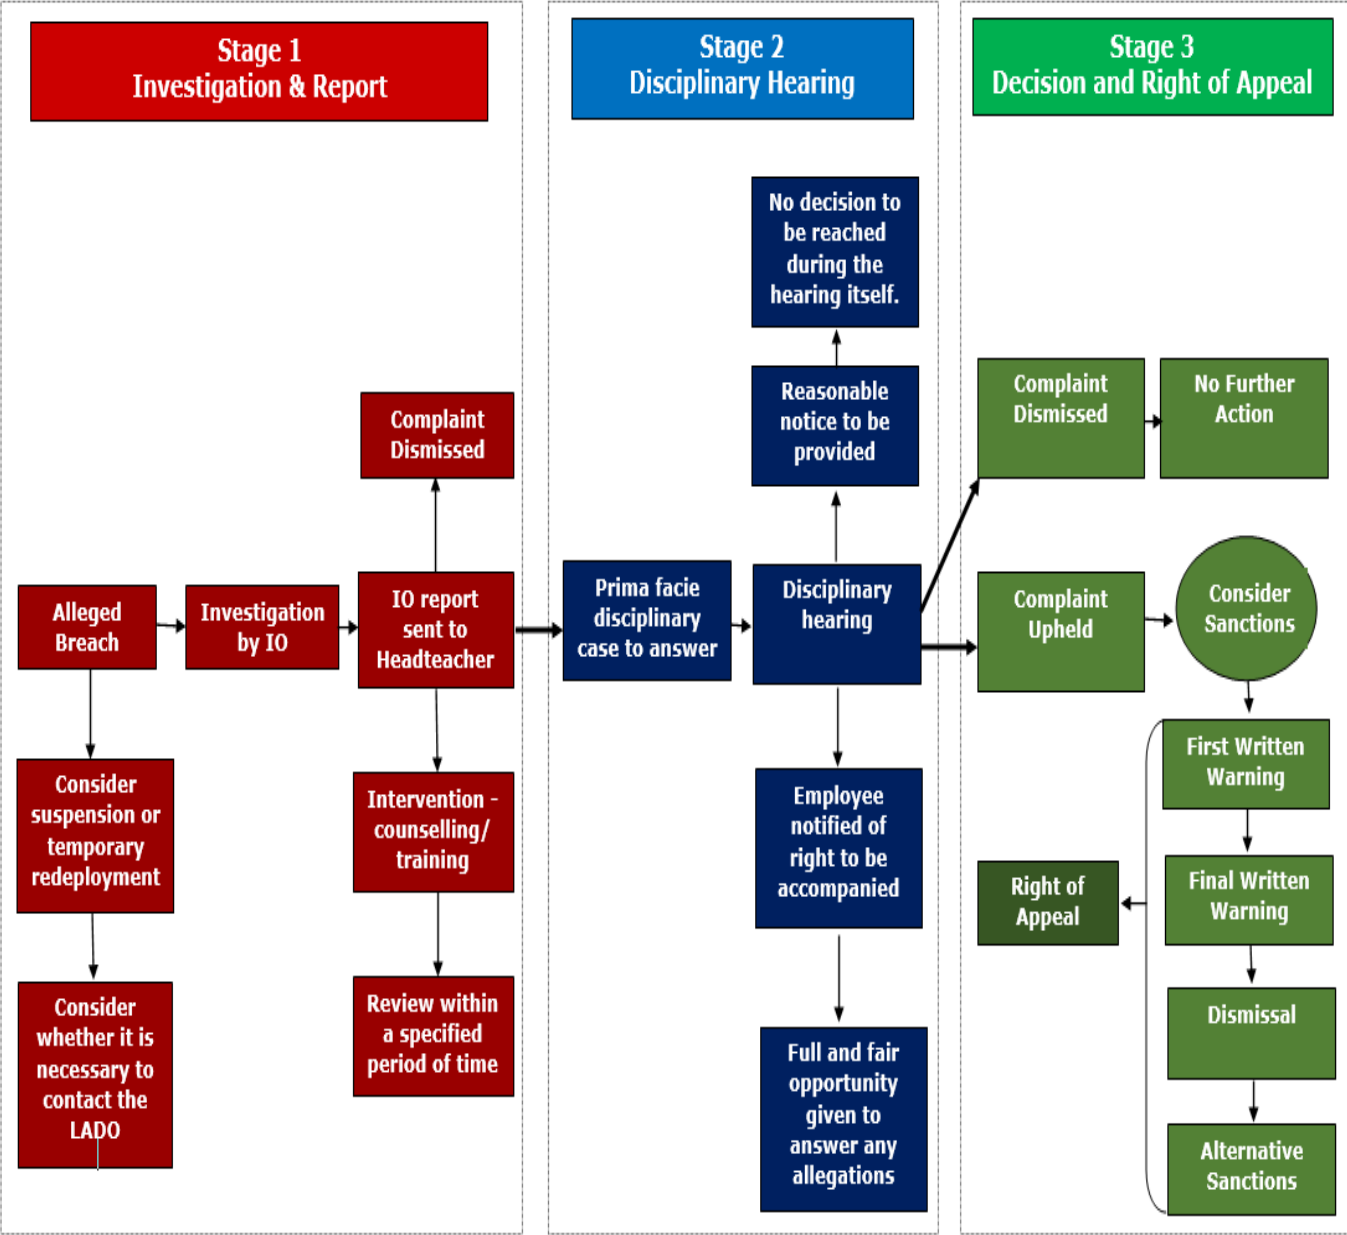 Stage 1
Investigation & Report
Alleged
Breach
Consider
suspension or
temporary
redeployment
Consider
whether it is
necessary to
contact the
LADO
Investigation
by IO
Complaint
Dismissed
IO report
sent to
Headteacher
Intervention -
counselling/
training
Review within
a specified
period of time
Stage 2
Disciplinary Hearing
Prima facie
disciplinary
case to answer
No decision to
be reached
during the
hearing itself.
Reasonable
notice to be
provided
Disciplinary
hearing
Employee
notified of
right to be
accompanied
Full and fair
opportunity
given to
answer any
allegations
Stage 3
Decision and Right of Appeal
Complaint
Dismissed
No Further
Action
Complaint
Upheld
Consider
Sanctions
First Written
Warning
Final Written
Warning
Right of
Appeal
Dismissal
Alternative
Sanctions